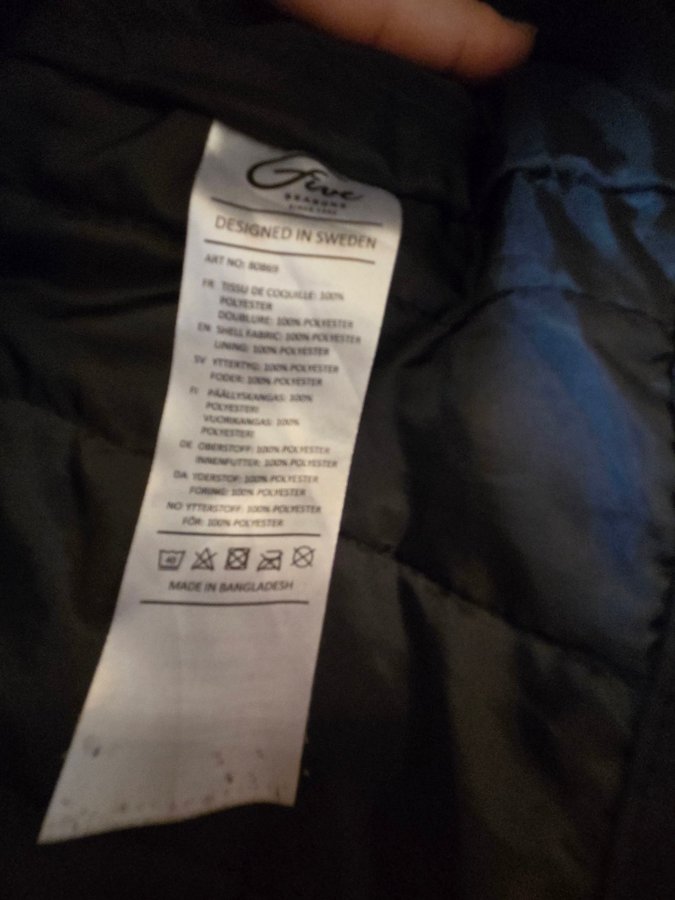 Five
SEASONS
DESIGNED IN SWEDEN
ART NO: 80869
FR TISSU DE COQUILLE: 100%
POLYESTER
DOUBLURE: 100% POLYESTER
EN SHELL FABRIC: 100% POLYESTER
LINING: 100% POLYESTER
SV YTTERTYG: 100% POLYESTER
FODER: 100% POLYESTER
FI PÄÄLLYSKANGAS: 100%
POLYESTERI
VUORIKANGAS: 100%
POLYESTERI
DE OBERSTOFF: 100% POLYESTER
INNENFUTTER: 100% POLYESTER
DA YDERSTOF: 100% POLYESTER
FORING: 100% POLYESTER
NO YTTERSTOFF: 100% POLYESTER
FÔR: 100% POLYESTER
40
MADE IN BANGLADESH